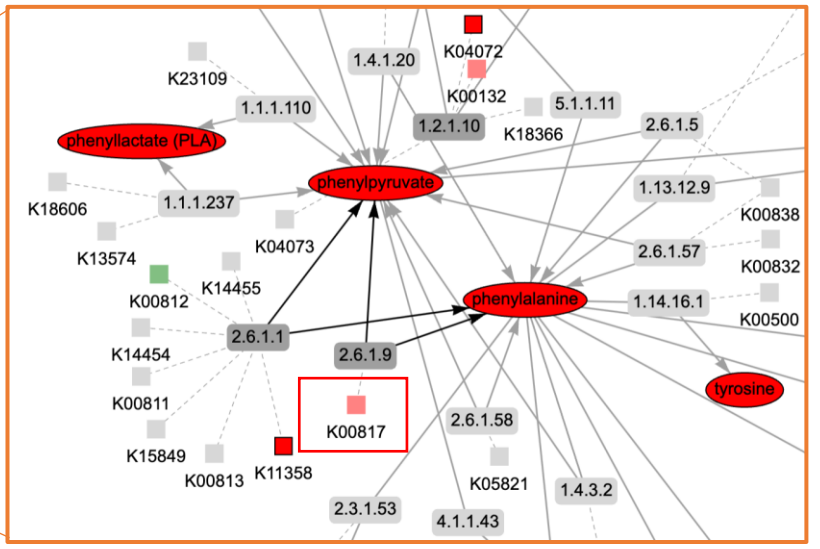 K04072
1.4.1.20
K23109
K00132
1.1.1.110
5.1.1.11
1.2.1.10
K18366
2.6.1.5
phenyllactate (PLA)
phenylpyruvate
1.13.12.9
K18606
1.1.1.237
K00838
K04073
K13574
2.6.1.57
K14455
K00832
K00812
phenylalanine
1.14.16.1
K00500
2.6.1.1
K14454
2.6.1.9
tyrosine
K00811
K00817
2.6.1.58
K15849
K00813
K11358
K05821
1.4.3.2
2.3.1.53
4.1.1.43